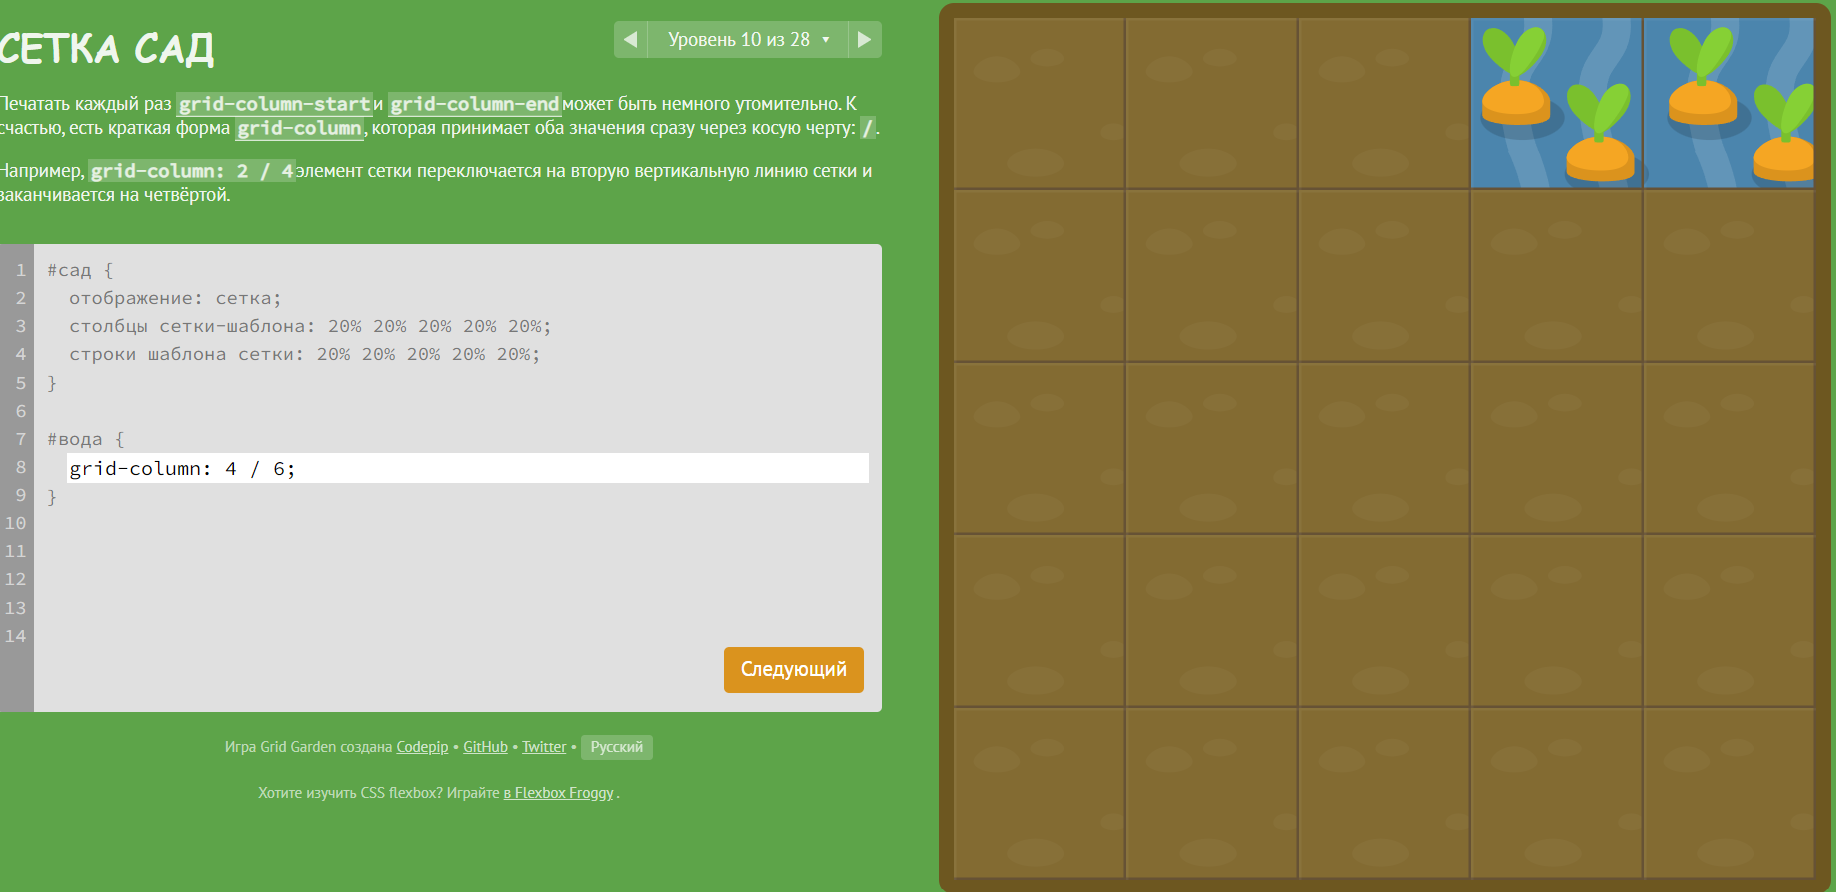 СЕТКА САД
◀ Уровень 10 из 28 ▼ ▶
Печатать каждый раз grid-column-startи grid-column-endможет быть немного утомительно. К
счастью, есть краткая форма grid-column, которая принимает оба значения сразу через косую черту: /.
Например, grid-column: 2 / 4элемент сетки переключается на вторую вертикальную линию сетки и
заканчивается на четвёртой.
1 #сад {
2 отображение: сетка;
3 столбцы сетки-шаблона: 20% 20% 20% 20% 20%;
4 строки шаблона сетки: 20% 20% 20% 20% 20%;
5 }
6
7 #вода {
8 grid-column: 4 / 6;
9 }
10
11
12
13
14
Следующий
Игра Grid Garden создана Codepip • GitHub • Twitter • Русский
Хотите изучить CSS flexbox? Играйте в Flexbox Froggy .